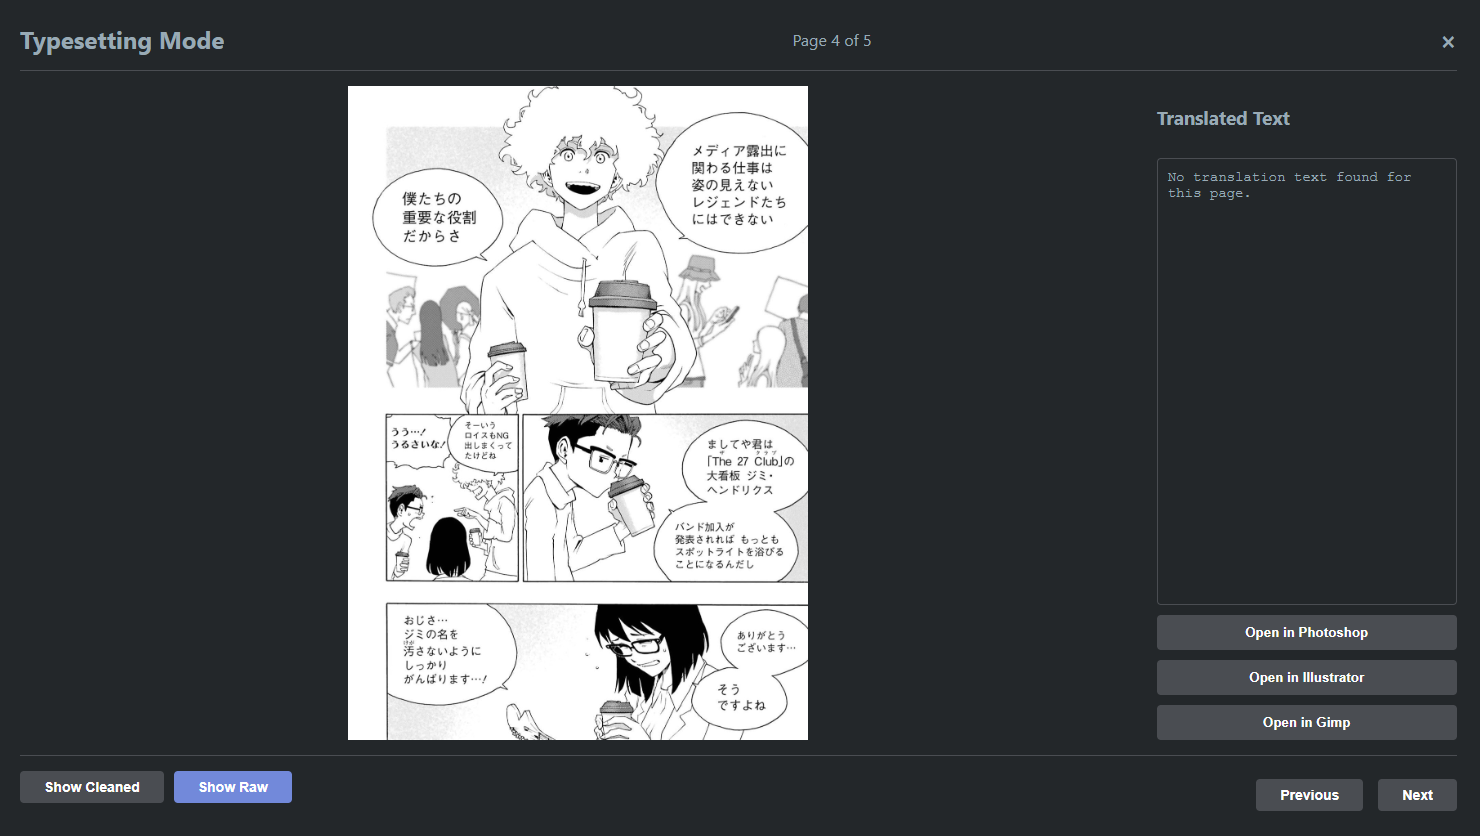 Typesetting Mode
Page 4 of 5
×
メディア露出に
関わる仕事は
姿の見えない
レジェンドたち
にはできない
僕たちの
重要な役割
だからさ
そーいう
ロイスもNG
出しまくって
たけどね
うう…!
うるさいな!
ましてや君は
「The 27 Club」の
ザ クラブ
大看板 ジミ・
ヘンドリクス
バンド加入が
発表されれば もっとも
スポットライトを浴びる
ことになるんだし
おじさ…
ジミの名を
けが
汚さないように
しっかり
がんばります…!
ありがとう
ございます…
そう
ですよね
Translated Text
No translation text found for
this page.
Open in Photoshop
Open in Illustrator
Open in Gimp
Show Cleaned
Show Raw
Previous
Next